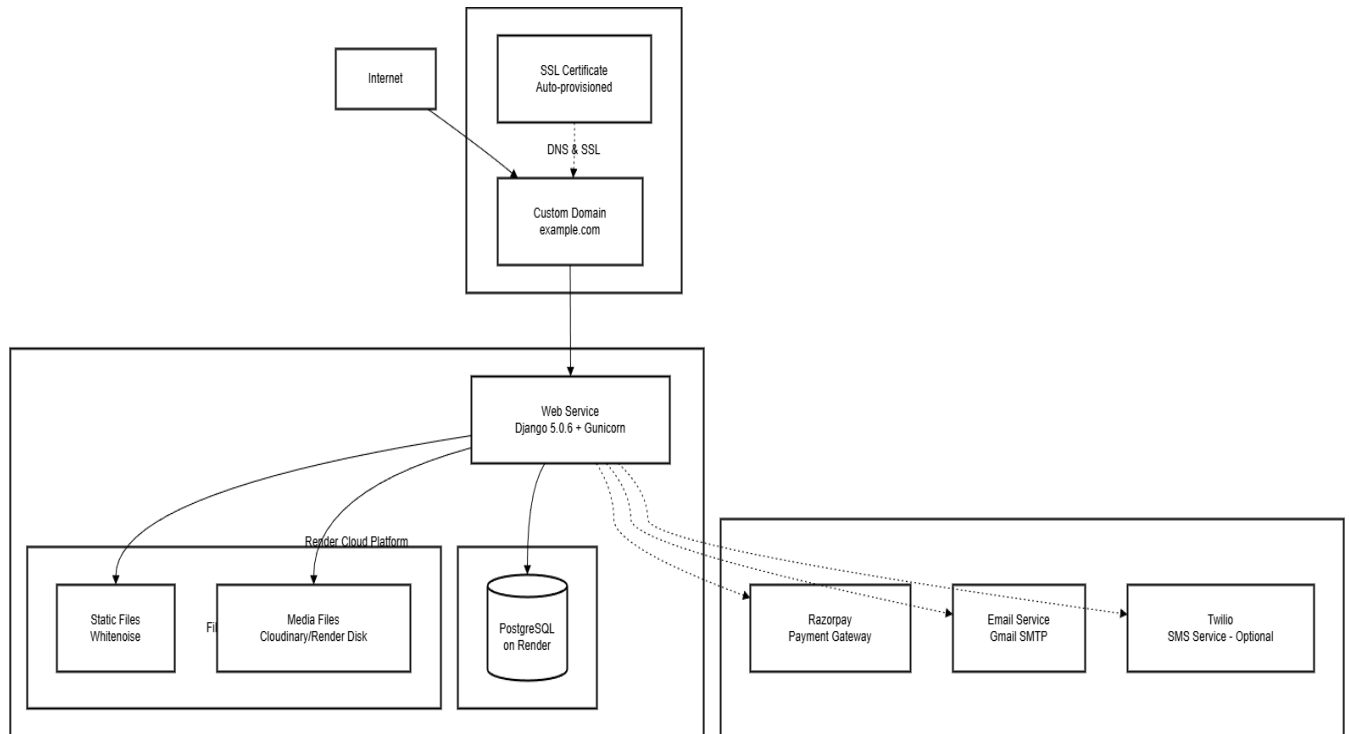 Internet
SSL Certificate
Auto-provisioned
DNS & SSL
Custom Domain
example.com
Web Service
Django 5.0.6 + Gunicorn
Render Cloud Platform
Static Files
Whitenoise
Media Files
Cloudinary/Render Disk
PostgreSQL
on Render
Razorpay
Payment Gateway
Email Service
Gmail SMTP
Twilio
SMS Service - Optional